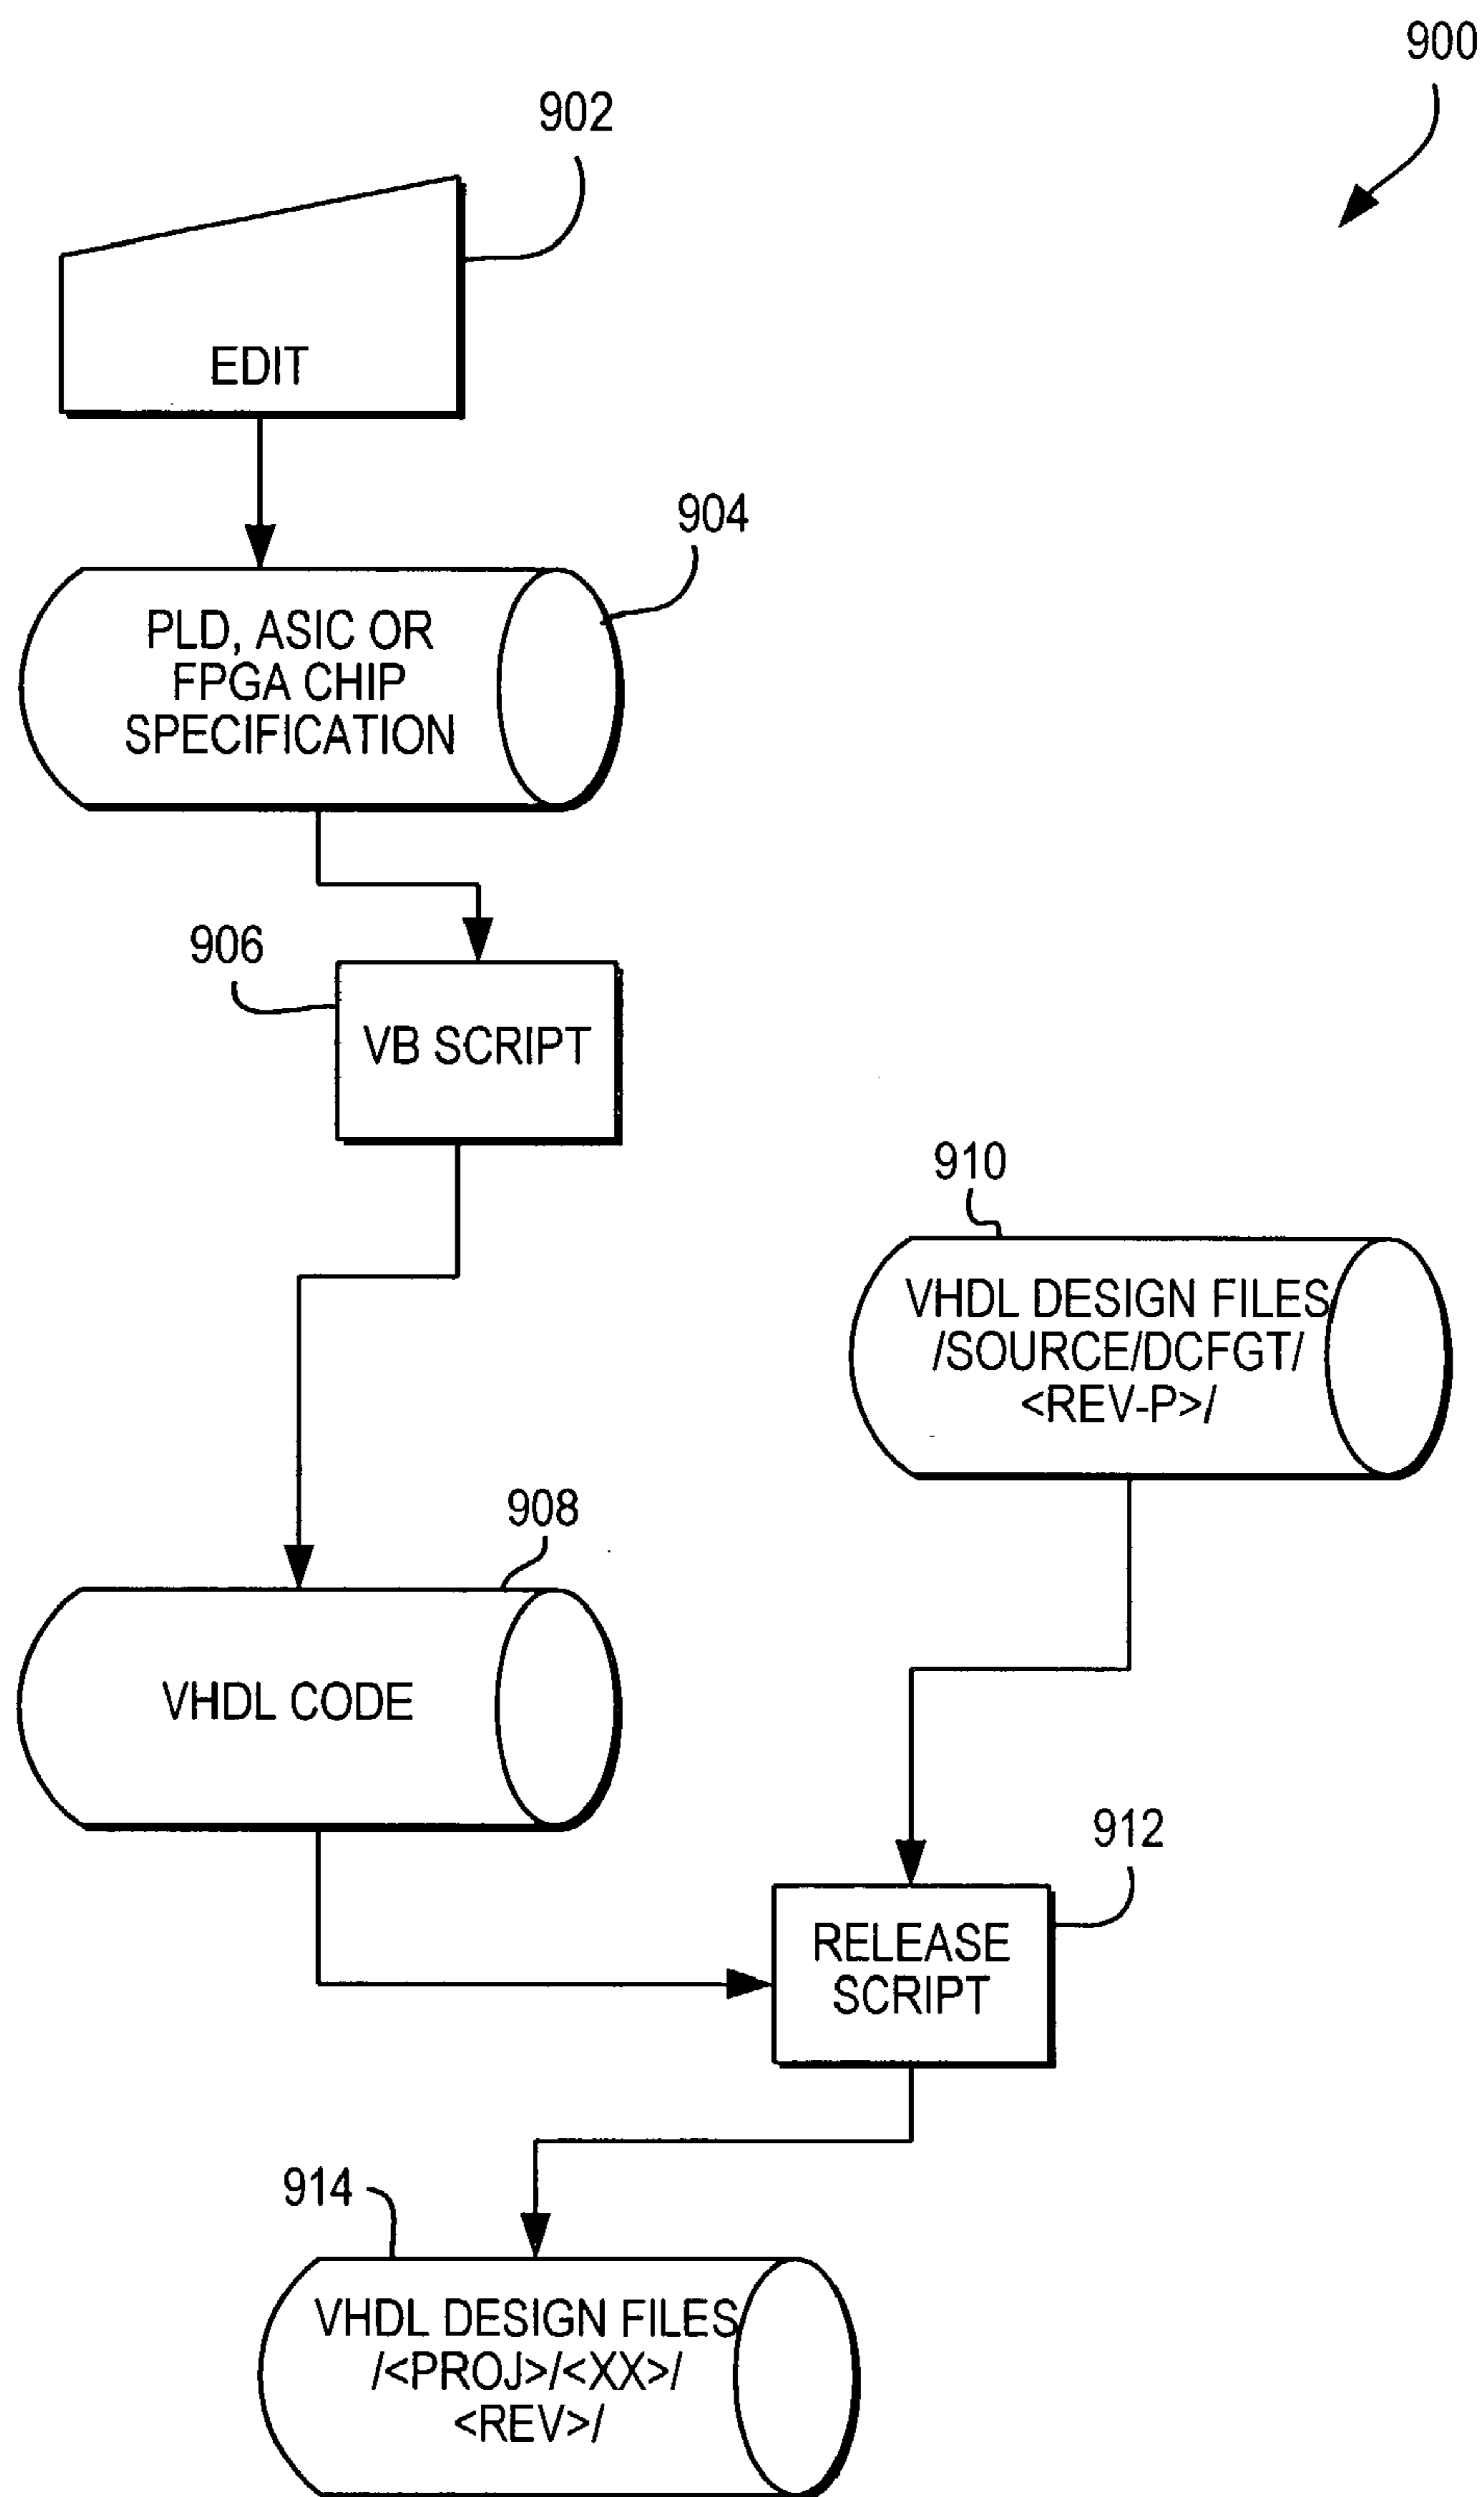 900
902
EDIT
904
PLD, ASIC OR
FPGA CHIP
SPECIFICATION
906
VB SCRIPT
910
VHDL DESIGN FILES
/SOURCE/DCFGT/
<REV-P>/
908
VHDL CODE
912
RELEASE
SCRIPT
914
VHDL DESIGN FILES
/<PROJ>/<XX>/
<REV>/